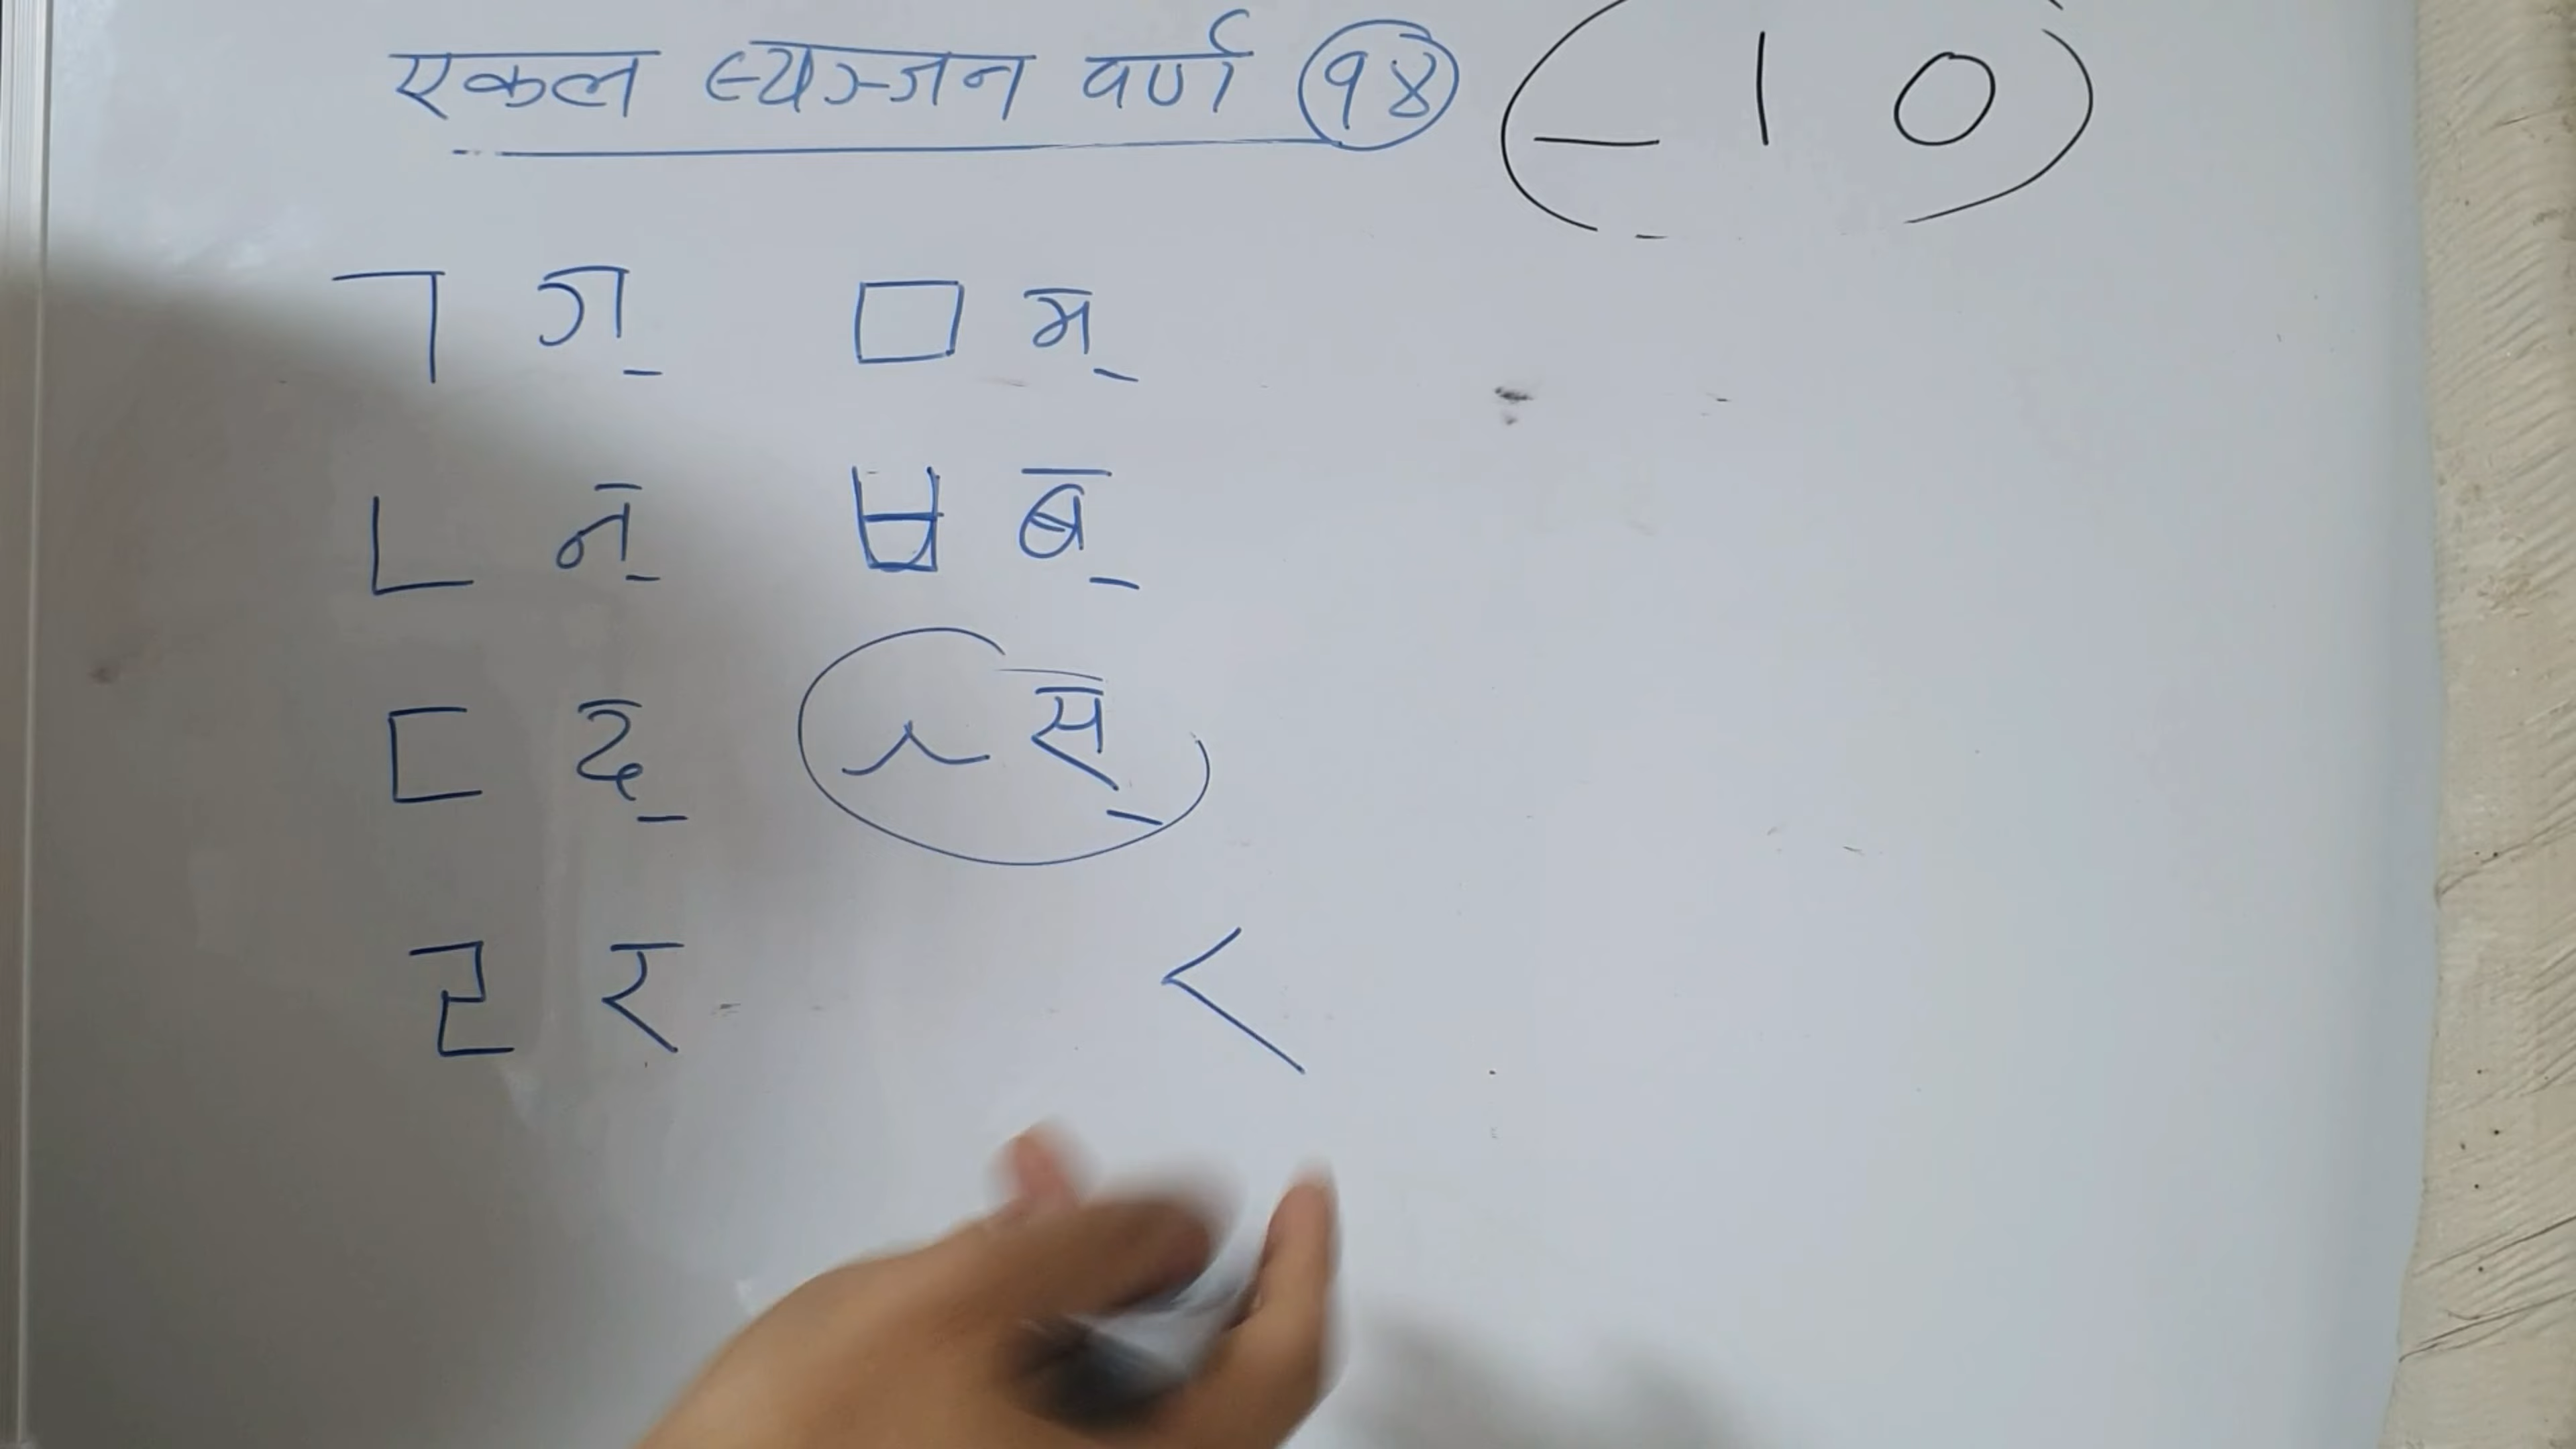 एकल व्यञ्जन वर्ण १४ ㅡ ㅣ ㅇ
ㄱ ग् ㅁ म्
ㄴ न् ㅂ ब्
ㄷ द् ㅅ स्
ㄹ र <